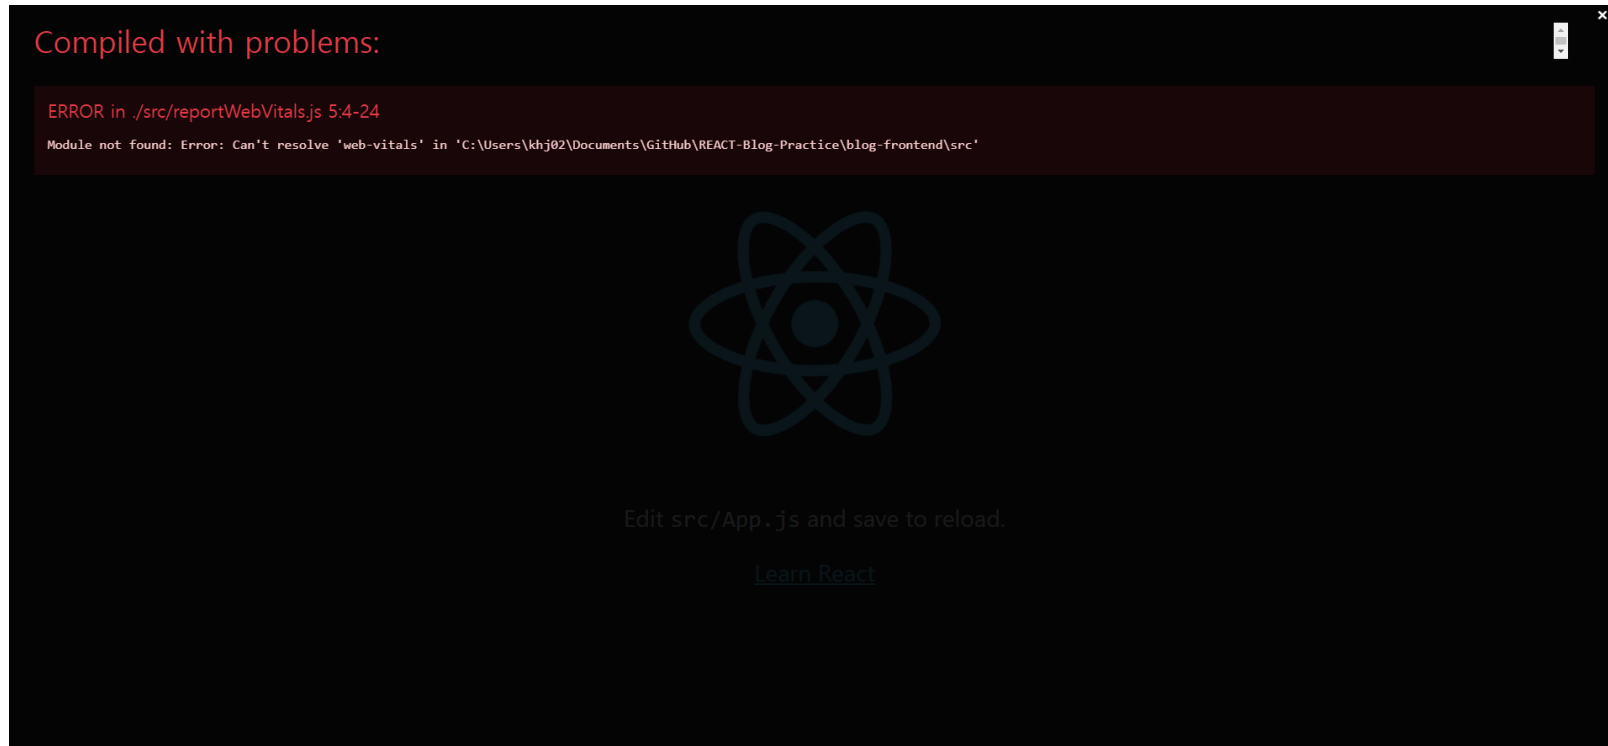 ×
Compiled with problems:
ERROR in ./src/reportWebVitals.js 5:4-24
Module not found: Error: Can't resolve 'web-vitals' in 'C:\Users\khj02\Documents\GitHub\REACT-Blog-Practice\blog-frontend\src'
Edit src/App.js and save to reload.
Learn React